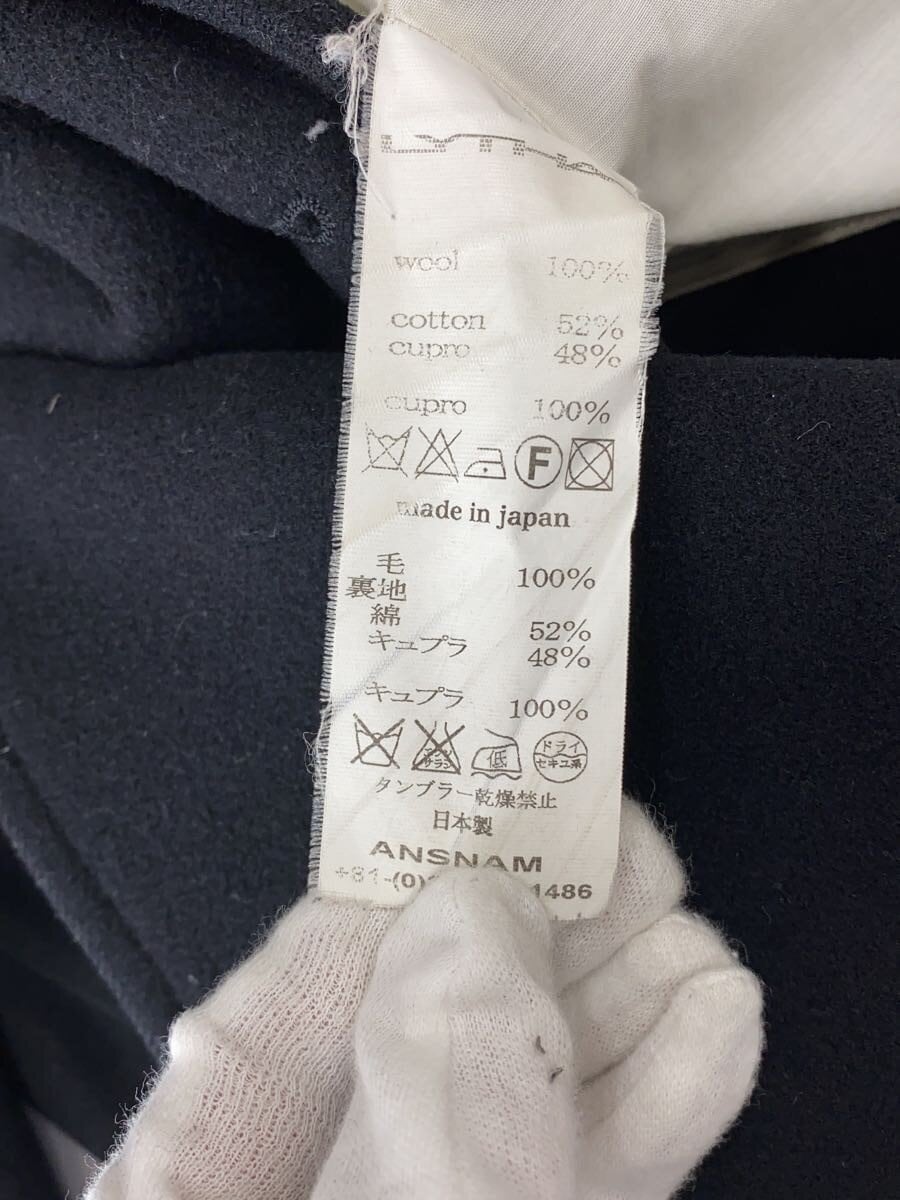 wool 100%
cotton 52%
cupro 48%
cupro 100%
F
made in japan
毛 100%
裏地
綿 52%
キュプラ 48%
キュプラ 100%
低
ドライ
セキユ系
タンブラー乾燥禁止
日本製
ANSNAM
+81-(0) 1486